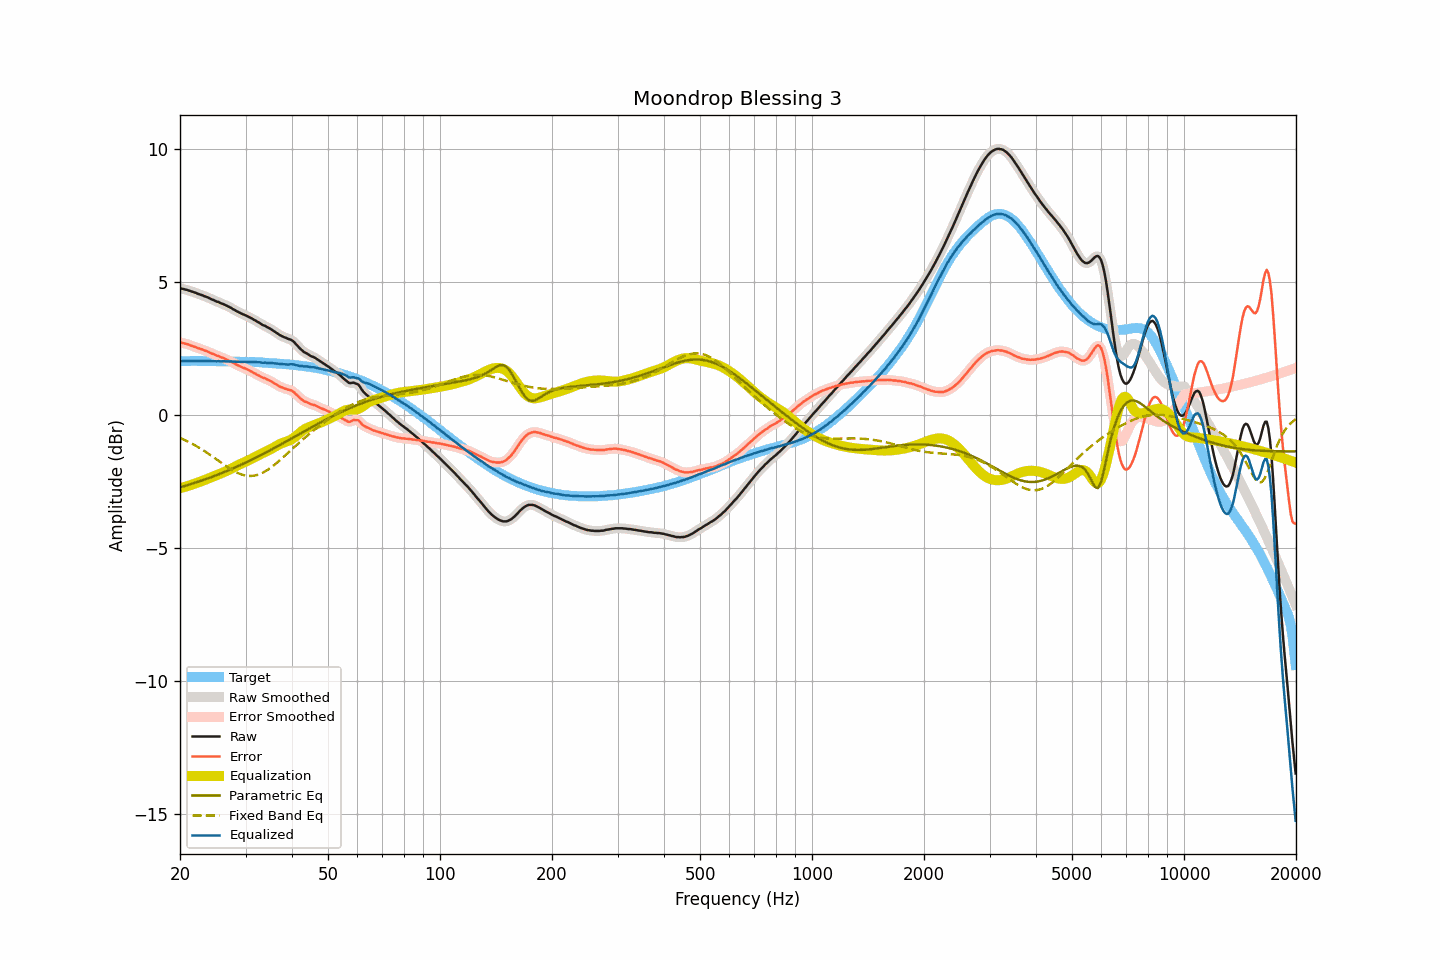 Moondrop Blessing 3
Amplitude (dBr)
10
5
0
−5
−10
−15
Target
Raw Smoothed
Error Smoothed
Raw
Error
Equalization
Parametric Eq
Fixed Band Eq
Equalized
20 50 100 200 500 1000 2000 5000 10000 20000
Frequency (Hz)